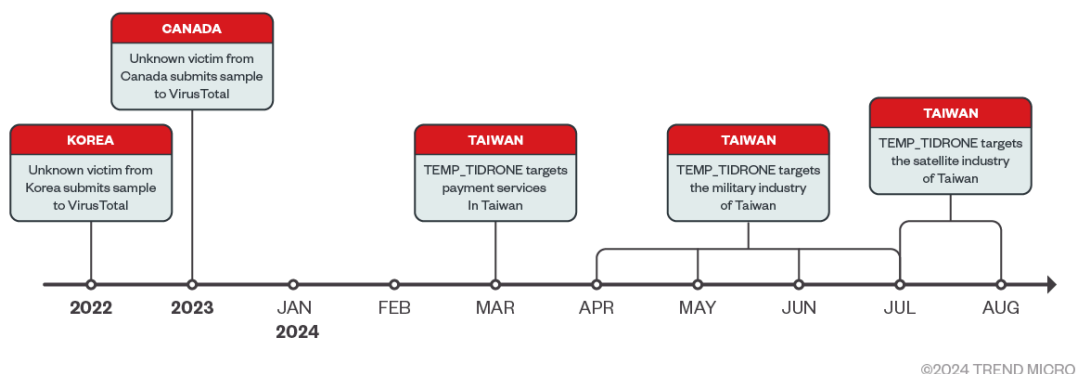 CANADA
Unknown victim from
Canada submits sample
to VirusTotal
KOREA
Unknown victim from
Korea submits sample
to VirusTotal
TAIWAN
TEMP_TIDRONE targets
payment services
In Taiwan
TAIWAN
TEMP_TIDRONE targets
the military industry
of Taiwan
TAIWAN
TEMP_TIDRONE targets
the satellite industry
of Taiwan
2022 2023 JAN FEB MAR APR MAY JUN JUL AUG
2024
©2024 TREND MICRO